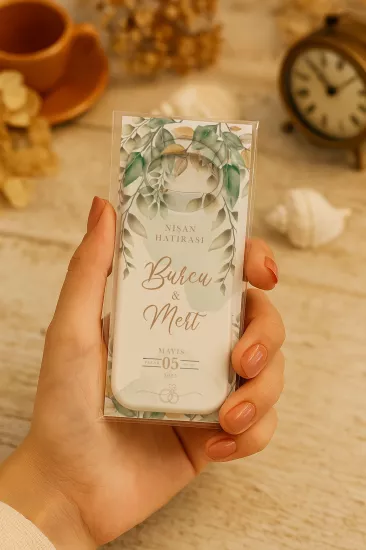 NİŞAN
HATIRASI
Burcu
&
Mert
MAYIS
05